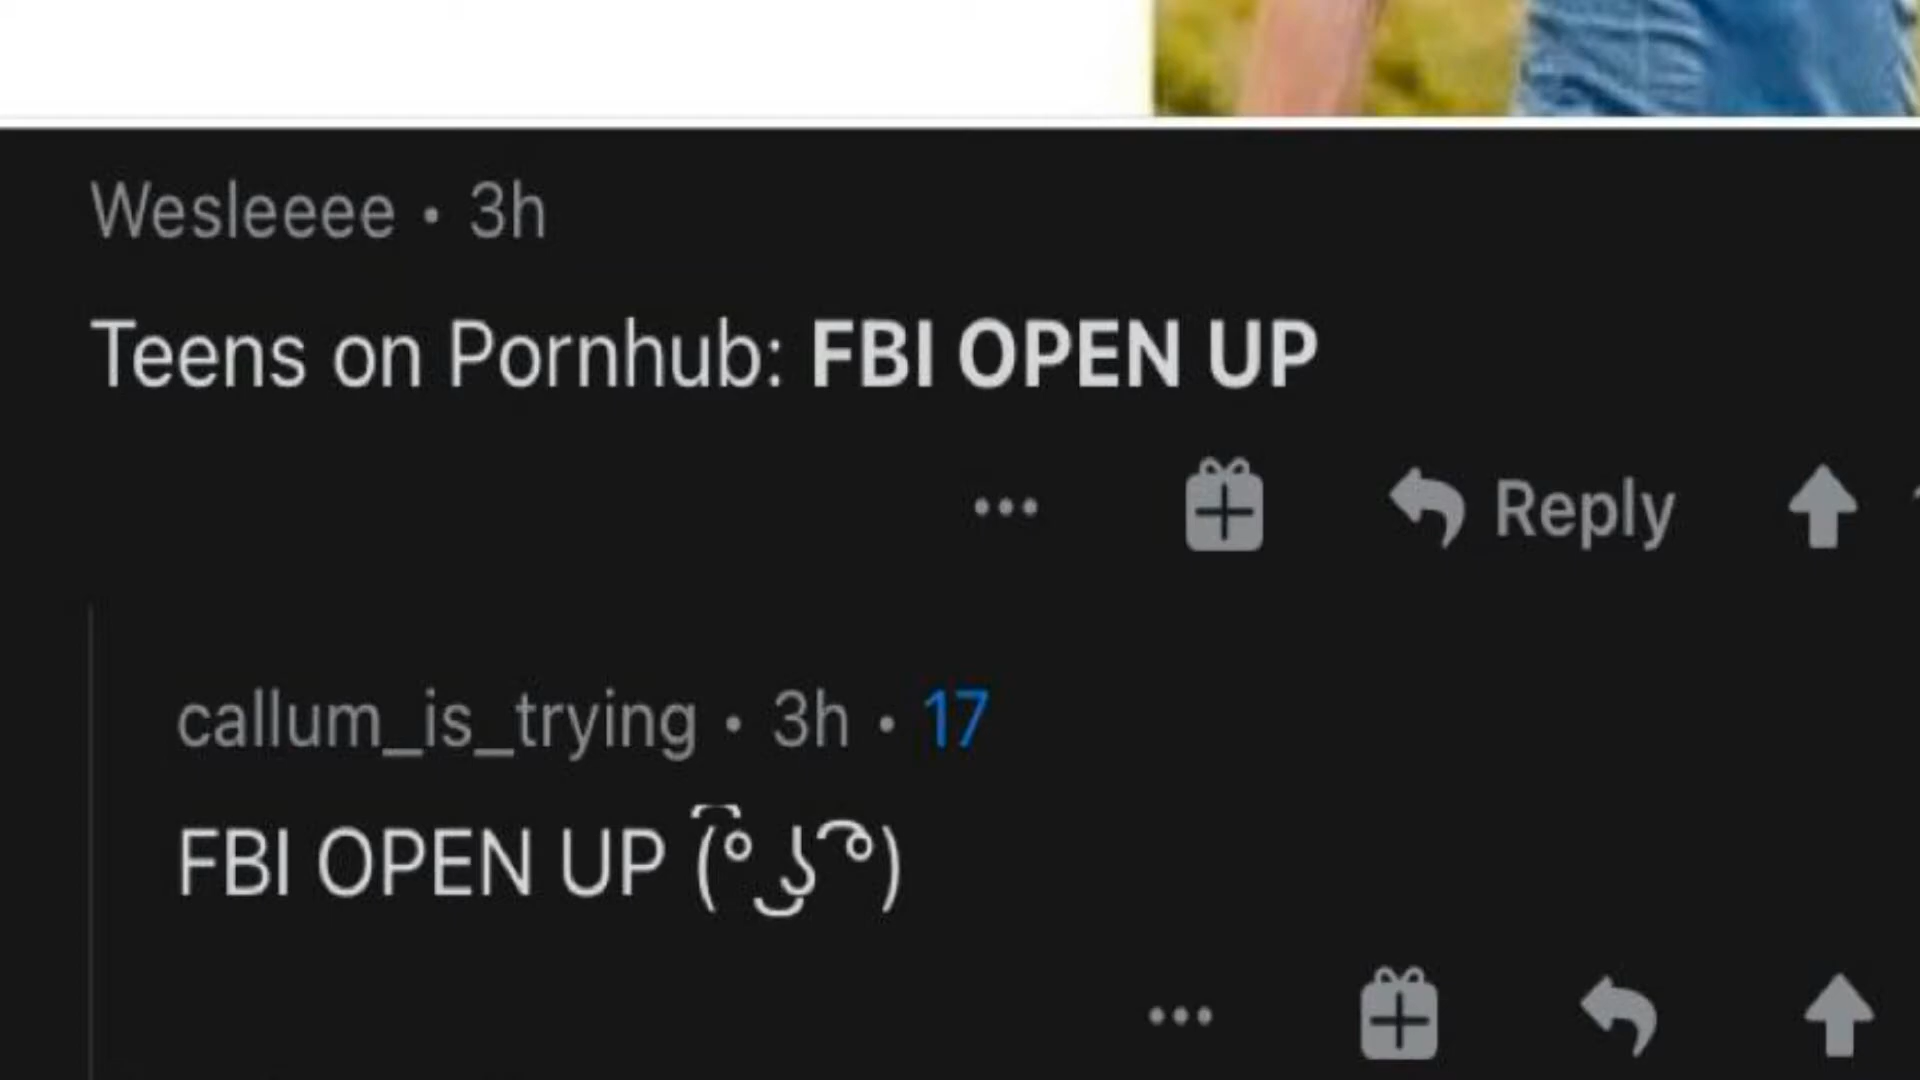 Wesleeee • 3h
Teens on Pornhub: FBI OPEN UP
Reply
callum_is_trying • 3h • 17
FBI OPEN UP ( ͡° ͜ʖ ͡°)